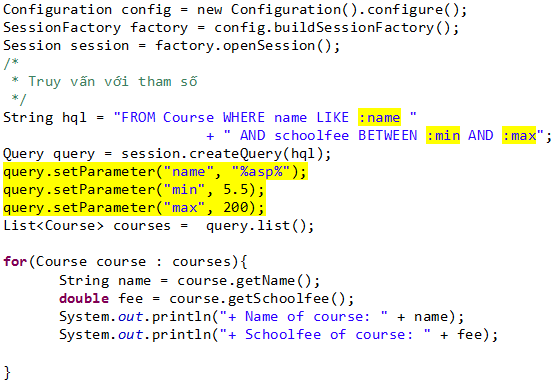 Configuration config = new Configuration().configure();
SessionFactory factory = config.buildSessionFactory();
Session session = factory.openSession();
/*
 * Truy vấn với tham số
 */
String hql = "FROM Course WHERE name LIKE :name "
                         + " AND schoolfee BETWEEN :min AND :max";
Query query = session.createQuery(hql);
query.setParameter("name", "%asp%");
query.setParameter("min", 5.5);
query.setParameter("max", 200);
List<Course> courses =  query.list();

for(Course course : courses){
       String name = course.getName();
       double fee = course.getSchoolfee();
       System.out.println("+ Name of course: " + name);
       System.out.println("+ Schoolfee of course: " + fee);

}